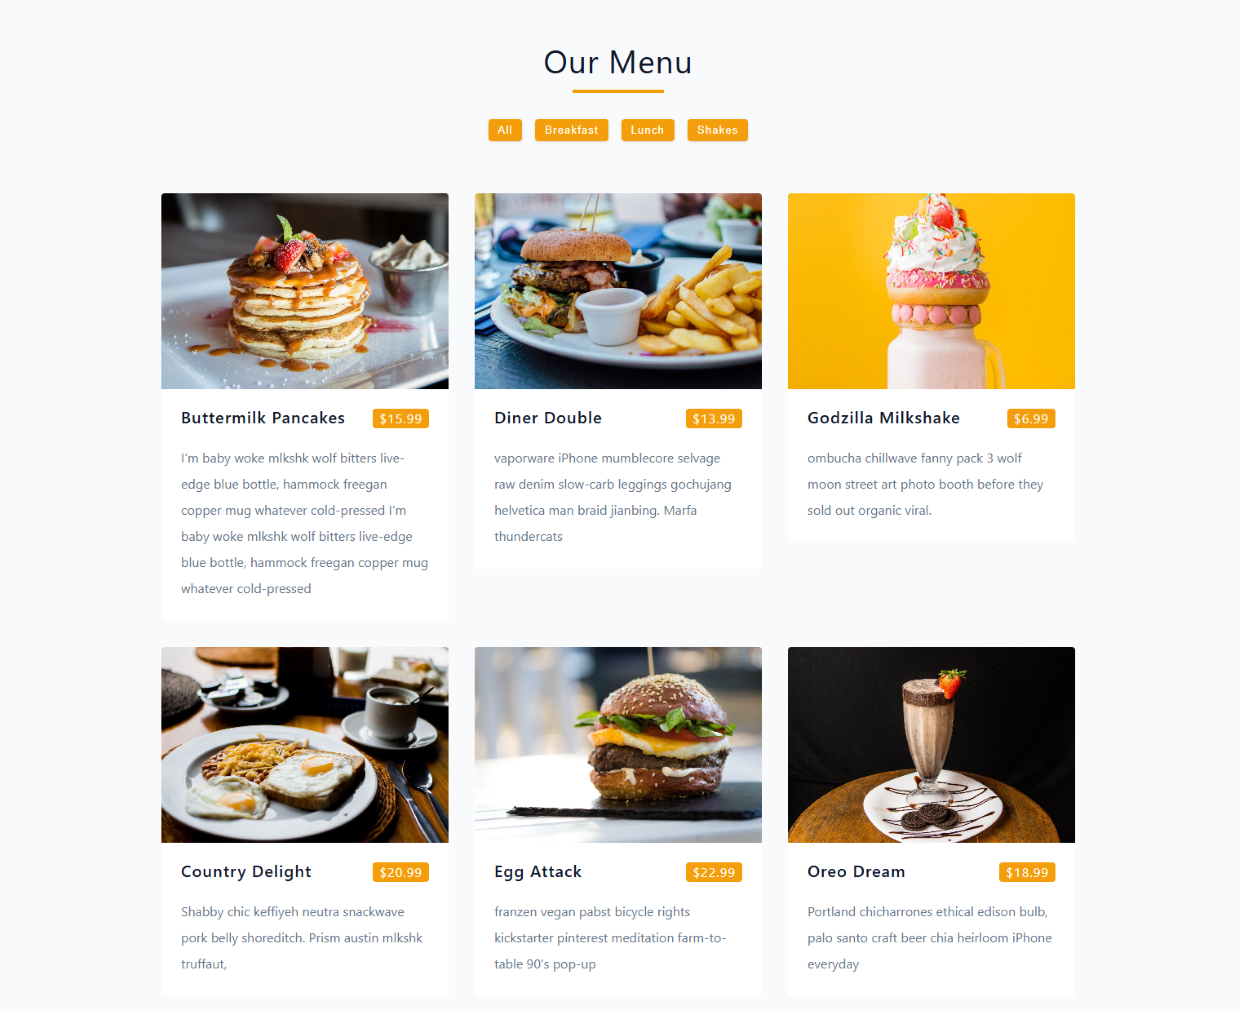 Our Menu
All
Breakfast
Lunch
Shakes
Buttermilk Pancakes
$15.99
I'm baby woke mlkshk wolf bitters live-
edge blue bottle, hammock freegan
copper mug whatever cold-pressed I'm
baby woke mlkshk wolf bitters live-edge
blue bottle, hammock freegan copper mug
whatever cold-pressed
Diner Double
$13.99
vaporware iPhone mumblecore selvage
raw denim slow-carb leggings gochujang
helvetica man braid jianbing. Marfa
thundercats
Godzilla Milkshake
$6.99
ombucha chillwave fanny pack 3 wolf
moon street art photo booth before they
sold out organic viral.
Country Delight
$20.99
Shabby chic keffiyeh neutra snackwave
pork belly shoreditch. Prism austin mlkshk
truffaut,
Egg Attack
$22.99
franzen vegan pabst bicycle rights
kickstarter pinterest meditation farm-to-
table 90's pop-up
Oreo Dream
$18.99
Portland chicharrones ethical edison bulb,
palo santo craft beer chia heirloom iPhone
everyday